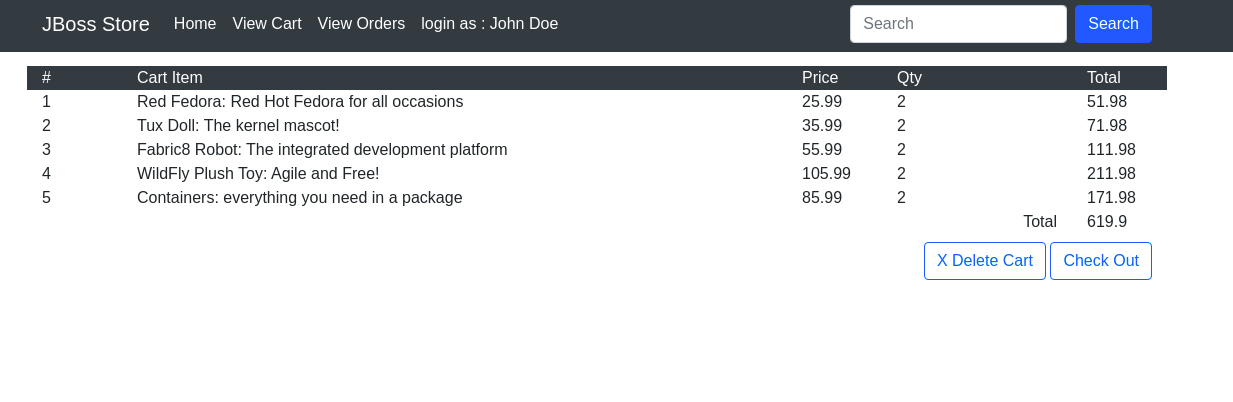 JBoss Store Home View Cart View Orders login as : John Doe Search Search
# Cart Item Price Qty Total
1 Red Fedora: Red Hot Fedora for all occasions 25.99 2 51.98
2 Tux Doll: The kernel mascot! 35.99 2 71.98
3 Fabric8 Robot: The integrated development platform 55.99 2 111.98
4 WildFly Plush Toy: Agile and Free! 105.99 2 211.98
5 Containers: everything you need in a package 85.99 2 171.98
Total 619.9
X Delete Cart Check Out